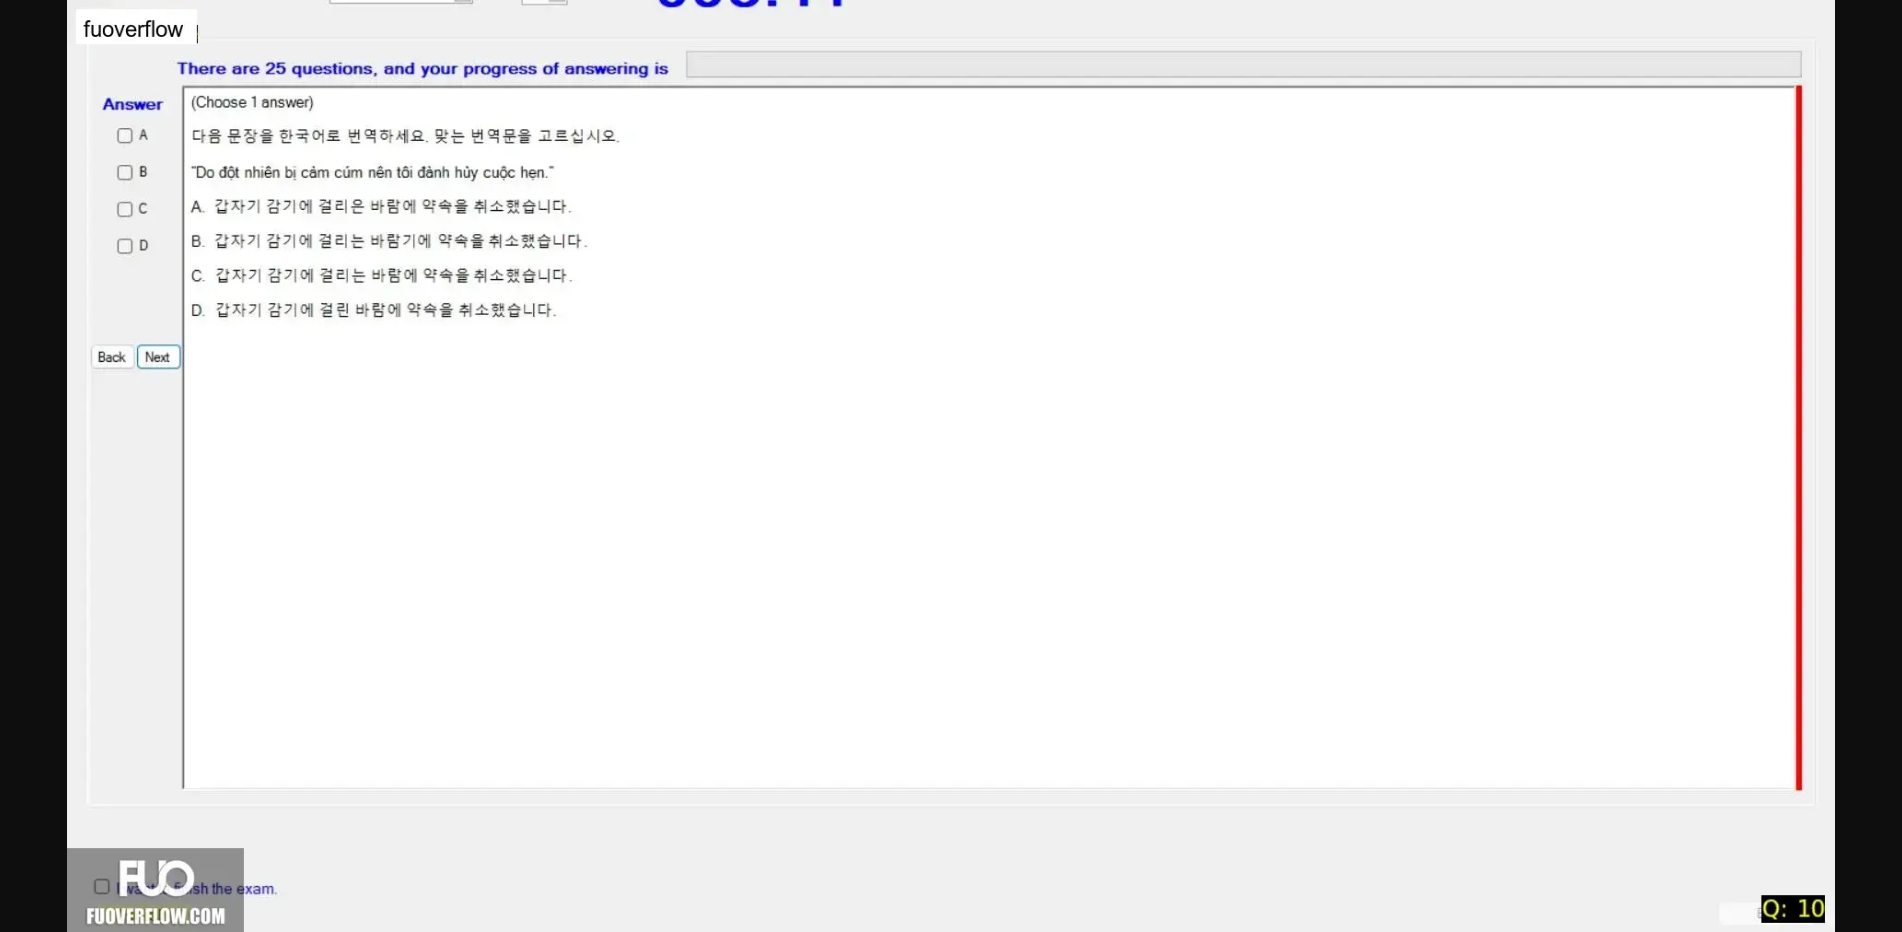 fuoverflow
There are 25 questions, and your progress of answering is
Answer
(Choose 1 answer)
A
다음 문장을 한국어로 번역하세요. 맞는 번역문을 고르십시오.
B
"Do đột nhiên bị cảm cúm nên tôi đành hủy cuộc hẹn."
C
A. 갑자기 감기에 걸리은 바람에 약속을 취소했습니다.
D
B. 갑자기 감기에 걸리는 바람기에 약속을 취소했습니다.
C. 갑자기 감기에 걸리는 바람에 약속을 취소했습니다.
D. 갑자기 감기에 걸린 바람에 약속을 취소했습니다.
Back Next
FUO
I want finish the exam.
FUOVERFLOW.COM
Q: 10